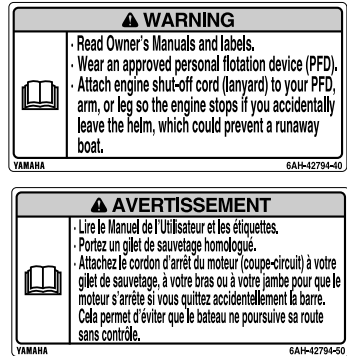 ⚠ WARNING
· Read Owner's Manuals and labels.
· Wear an approved personal flotation device (PFD).
· Attach engine shut-off cord (lanyard) to your PFD,
arm, or leg so the engine stops if you accidentally
leave the helm, which could prevent a runaway
boat.
YAMAHA 6AH-42794-40
⚠ AVERTISSEMENT
· Lire le Manuel de l'Utilisateur et les étiquettes.
· Portez un gilet de sauvetage homologué.
· Attachez le cordon d'arrêt du moteur (coupe-circuit) à votre
gilet de sauvetage, à votre bras ou à votre jambe pour que le
moteur s'arrête si vous quittez accidentellement la barre.
Cela permet d'éviter que le bateau ne poursuive sa route
sans contrôle.
YAMAHA 6AH-42794-50